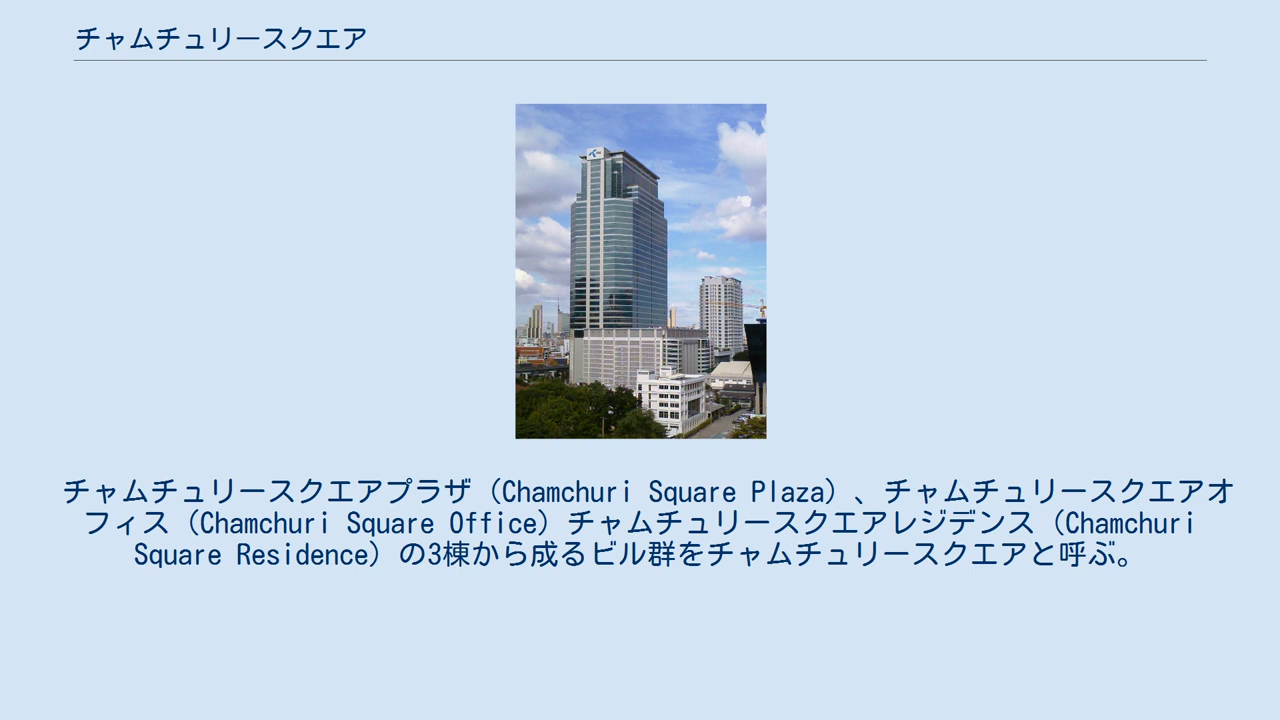 チャムチュリースクエア
チャムチュリースクエアプラザ（Chamchuri Square Plaza）、チャムチュリースクエアオ
フィス（Chamchuri Square Office）チャムチュリースクエアレジデンス（Chamchuri
Square Residence）の3棟から成るビル群をチャムチュリースクエアと呼ぶ。